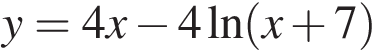 y = 4x − 4 ln(x + 7)